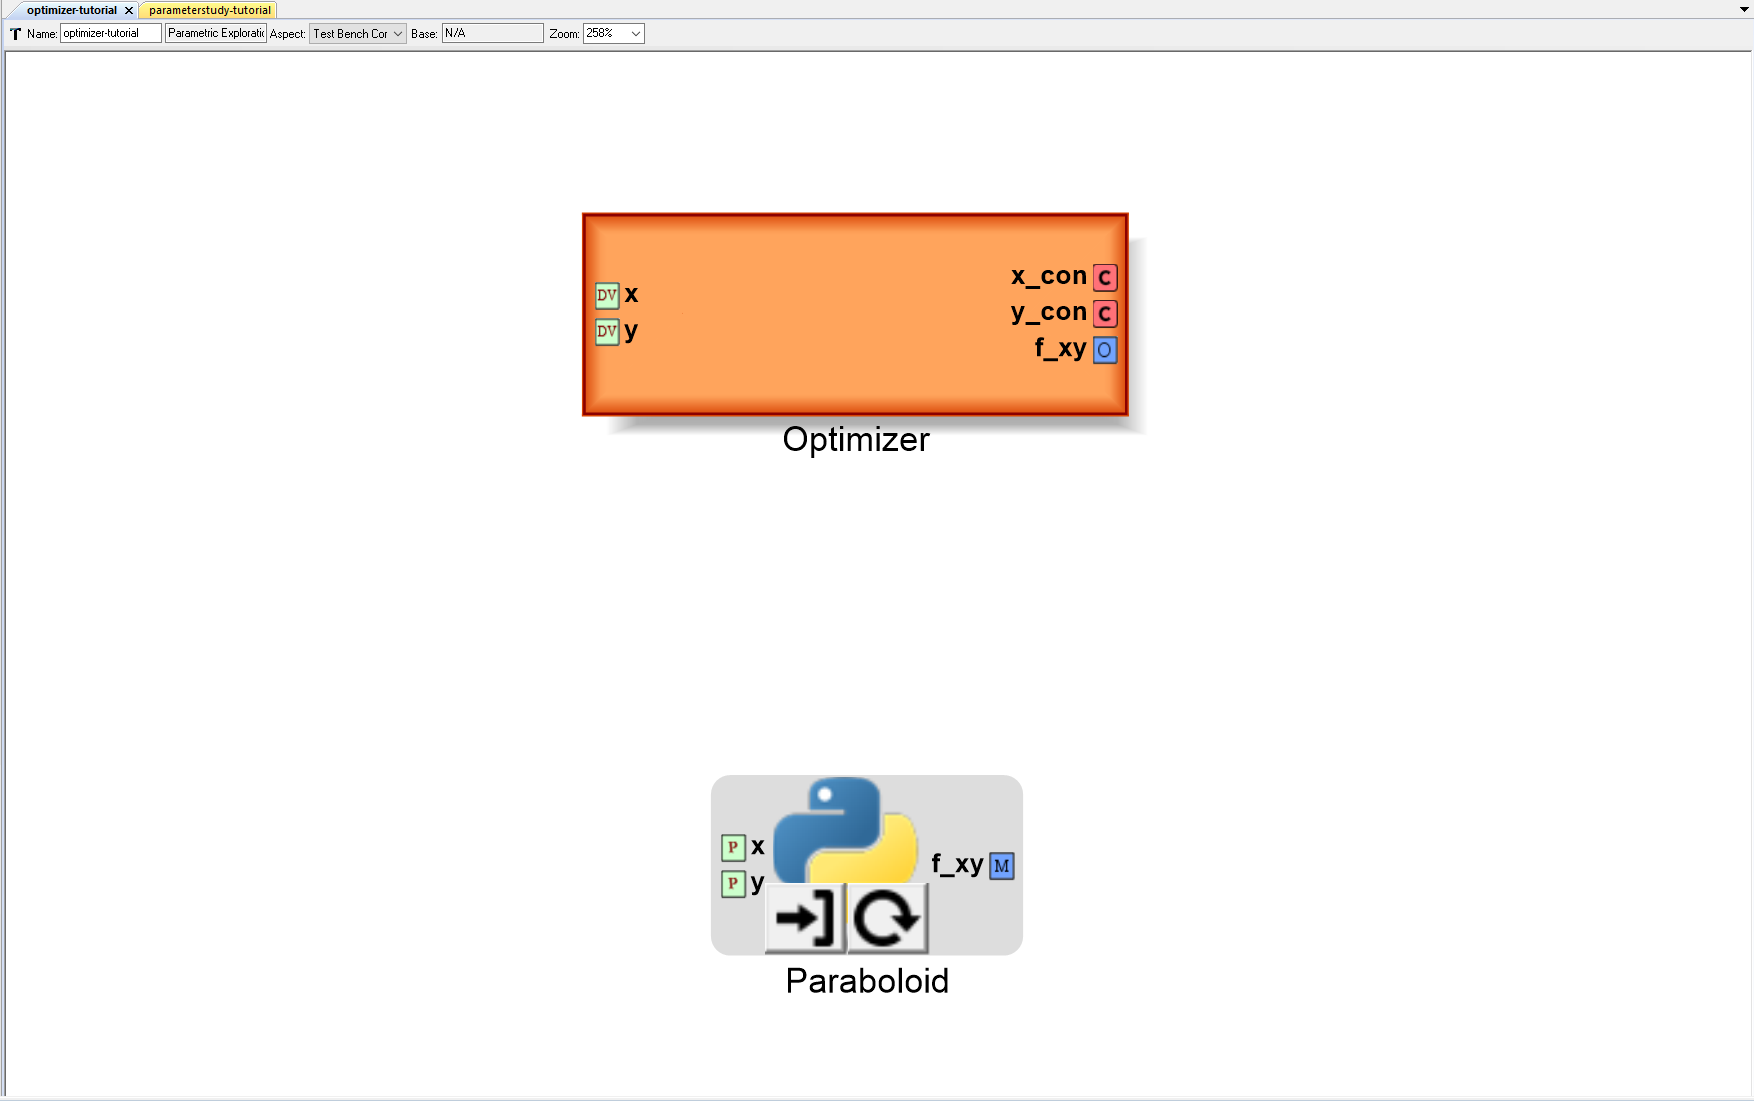 optimizer-tutorial parameterstudy-tutorial
Name: optimizer-tutorial Parametric Exploratic Aspect: Test Bench Cor Base: N/A Zoom: 258%
DV x
DV y
x_con C
y_con C
f_xy O
Optimizer
P x
P y
f_xy M
Paraboloid